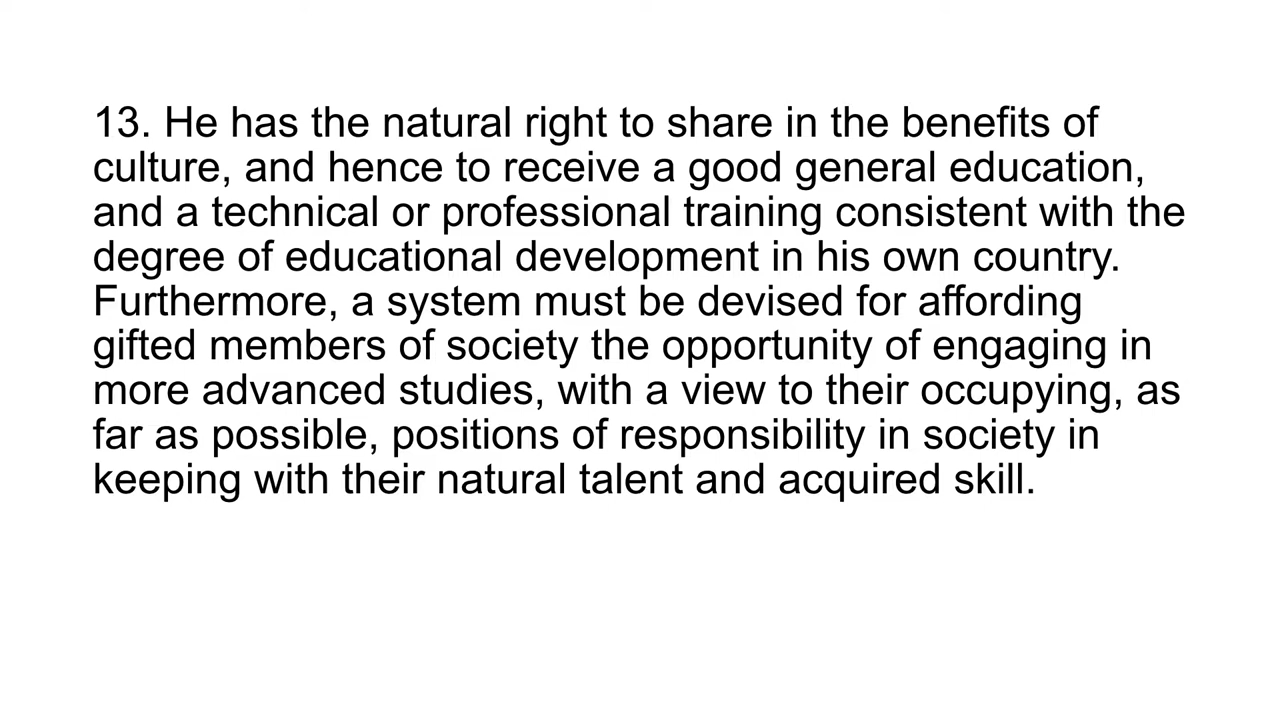 13. He has the natural right to share in the benefits of
culture, and hence to receive a good general education,
and a technical or professional training consistent with the
degree of educational development in his own country.
Furthermore, a system must be devised for affording
gifted members of society the opportunity of engaging in
more advanced studies, with a view to their occupying, as
far as possible, positions of responsibility in society in
keeping with their natural talent and acquired skill.